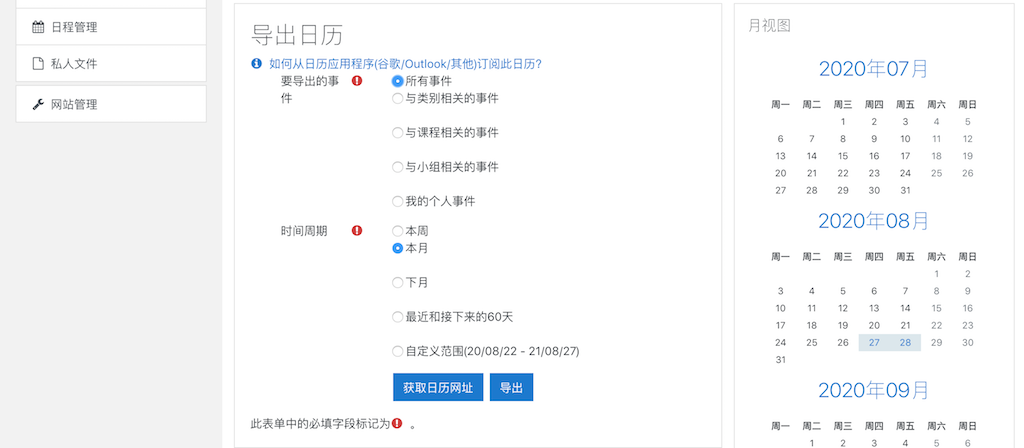 日程管理
私人文件
网站管理
导出日历
如何从日历应用程序(谷歌/Outlook/其他)订阅此日历?
要导出的事
件
所有事件
与类别相关的事件
与课程相关的事件
与小组相关的事件
我的个人事件
时间周期
本周
本月
下月
最近和接下来的60天
自定义范围(20/08/22 - 21/08/27)
获取日历网址 导出
此表单中的必填字段标记为 。
月视图
2020年07月
周一 周二 周三 周四 周五 周六 周日
1 2 3 4 5
6 7 8 9 10 11 12
13 14 15 16 17 18 19
20 21 22 23 24 25 26
27 28 29 30 31
2020年08月
周一 周二 周三 周四 周五 周六 周日
1 2
3 4 5 6 7 8 9
10 11 12 13 14 15 16
17 18 19 20 21 22 23
24 25 26 27 28 29 30
31
2020年09月
周一 周二 周三 周四 周五 周六 周日
1 2 3 4 5 6